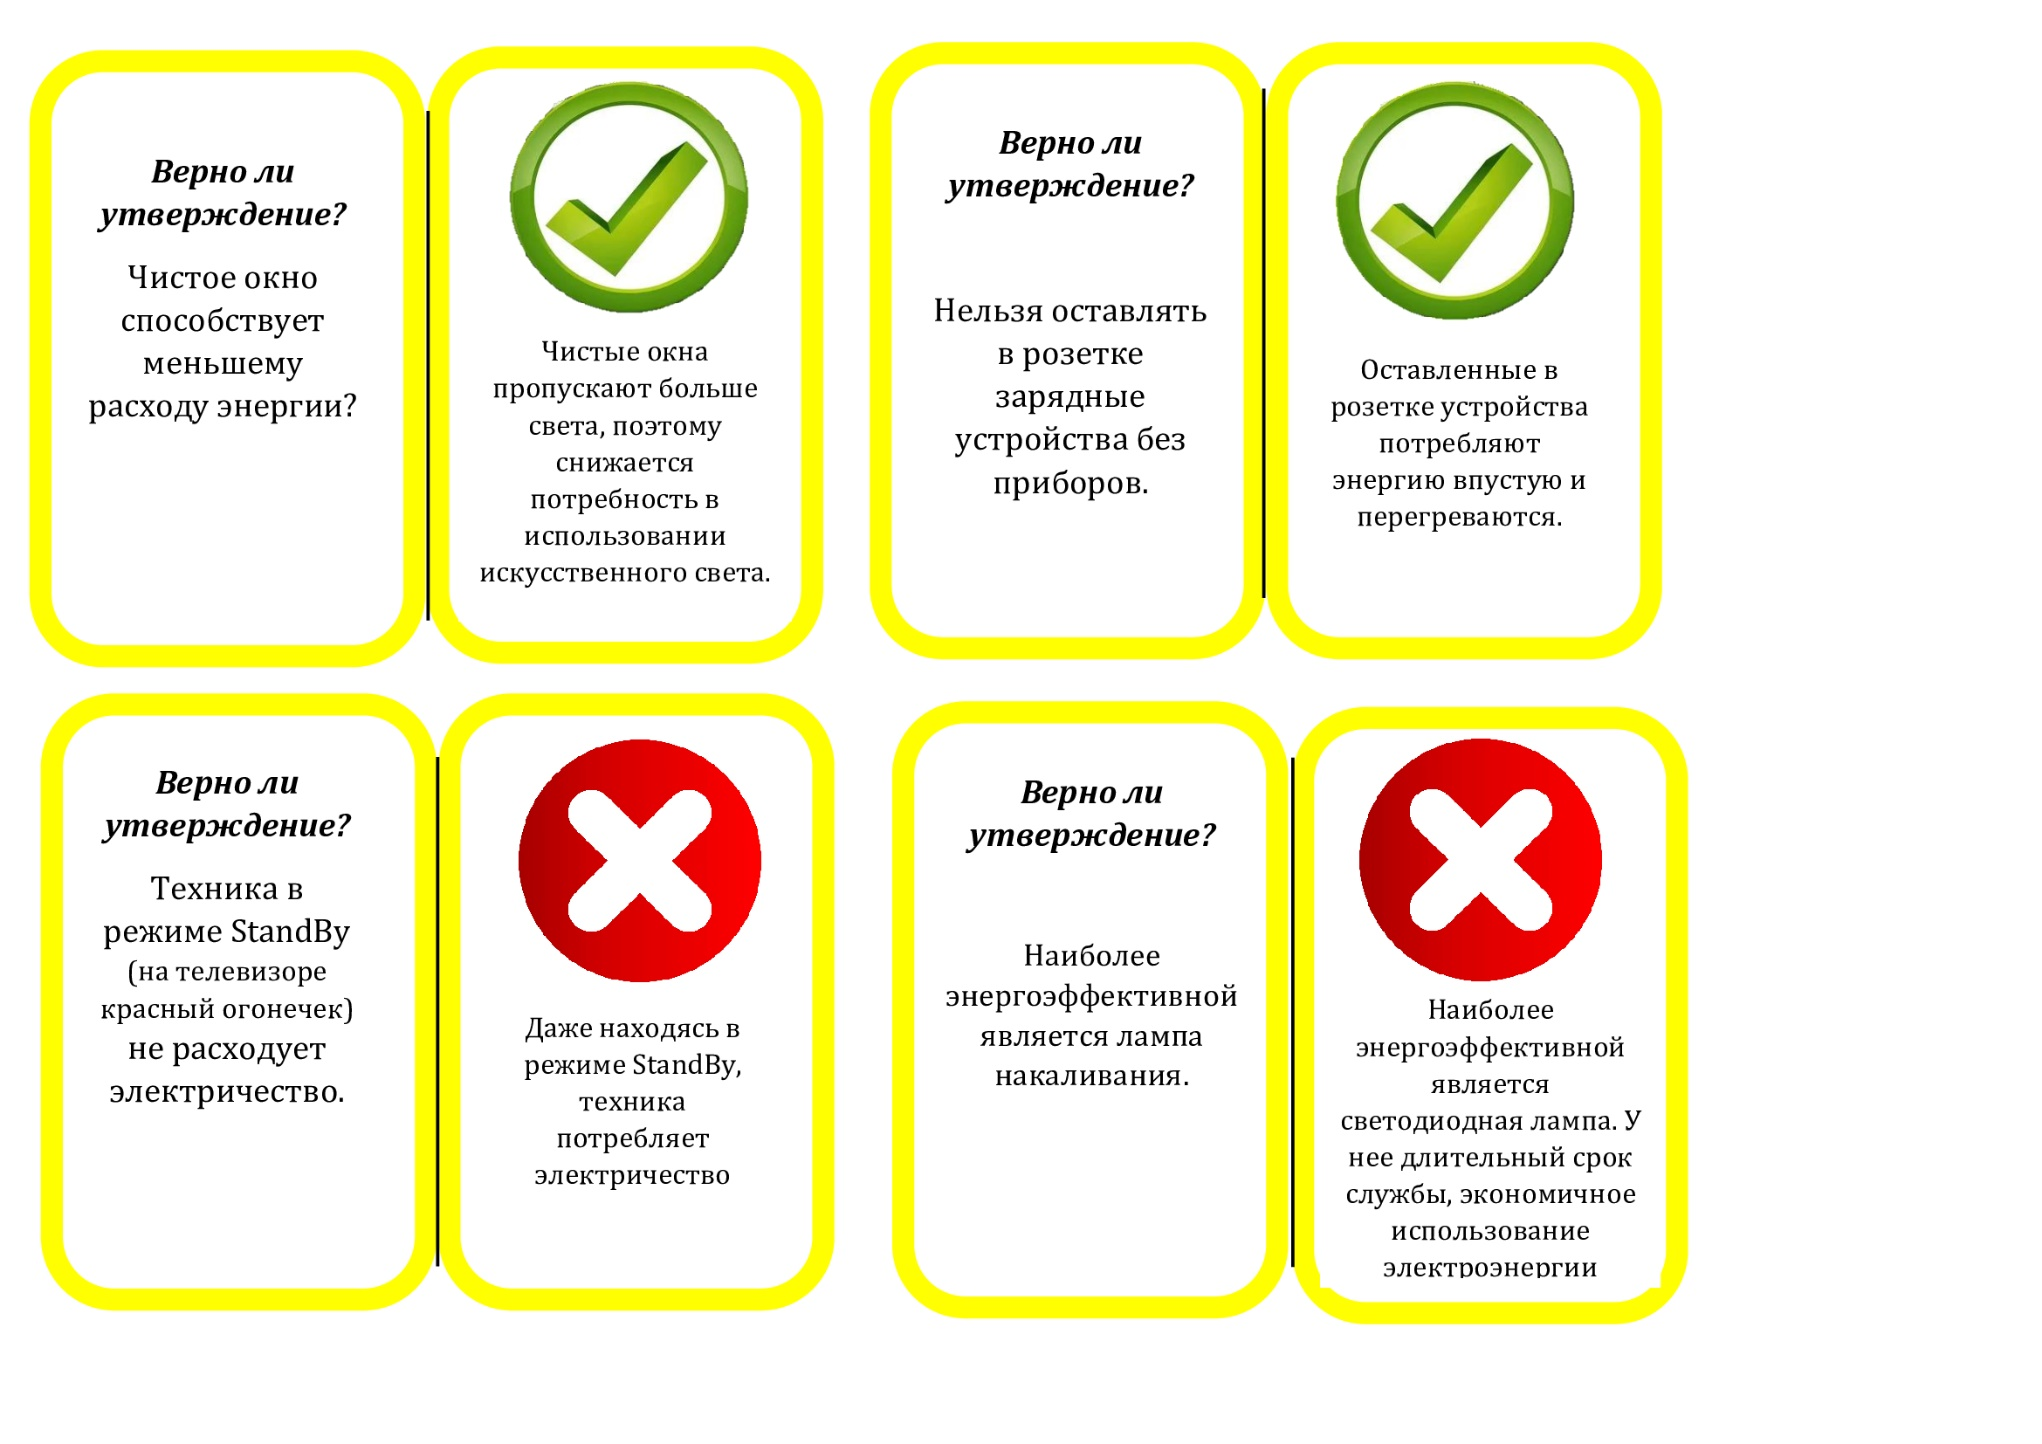 Верно ли
утверждение?
Чистое окно
способствует
меньшему
расходу энергии?
Чистые окна
пропускают больше
света, поэтому
снижается
потребность в
использовании
искусственного света.
Верно ли
утверждение?
Нельзя оставлять
в розетке
зарядные
устройства без
приборов.
Оставленные в
розетке устройства
потребляют
энергию впустую и
перегреваются.
Верно ли
утверждение?
Техника в
режиме StandBy
(на телевизоре
красный огонечек)
не расходует
электричество.
Даже находясь в
режиме StandBy,
техника
потребляет
электричество
Верно ли
утверждение?
Наиболее
энергоэффективной
является лампа
накаливания.
Наиболее
энергоэффективной
является
светодиодная лампа. У
нее длительный срок
службы, экономичное
использование
электроэнергии